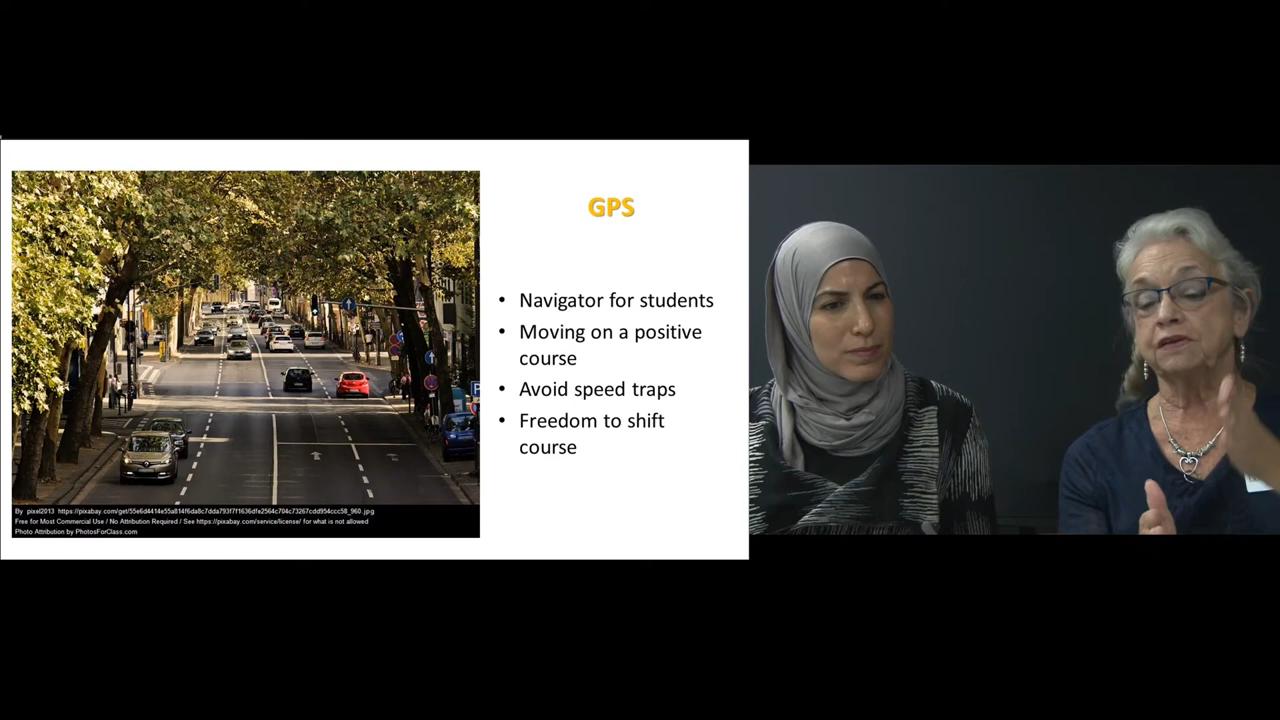 GPS
• Navigator for students
• Moving on a positive
course
• Avoid speed traps
• Freedom to shift
course
By pixel2013 https://pixabay.com/get/55e6d4414e55a814f6da8c7dda793f7f1636dfe2564c704c73267cdd954ccc58_960.jpg
Free for Most Commercial Use / No Attribution Required / See https://pixabay.com/service/license/ for what is not allowed
Photo Attribution by PhotosForClass.com
P